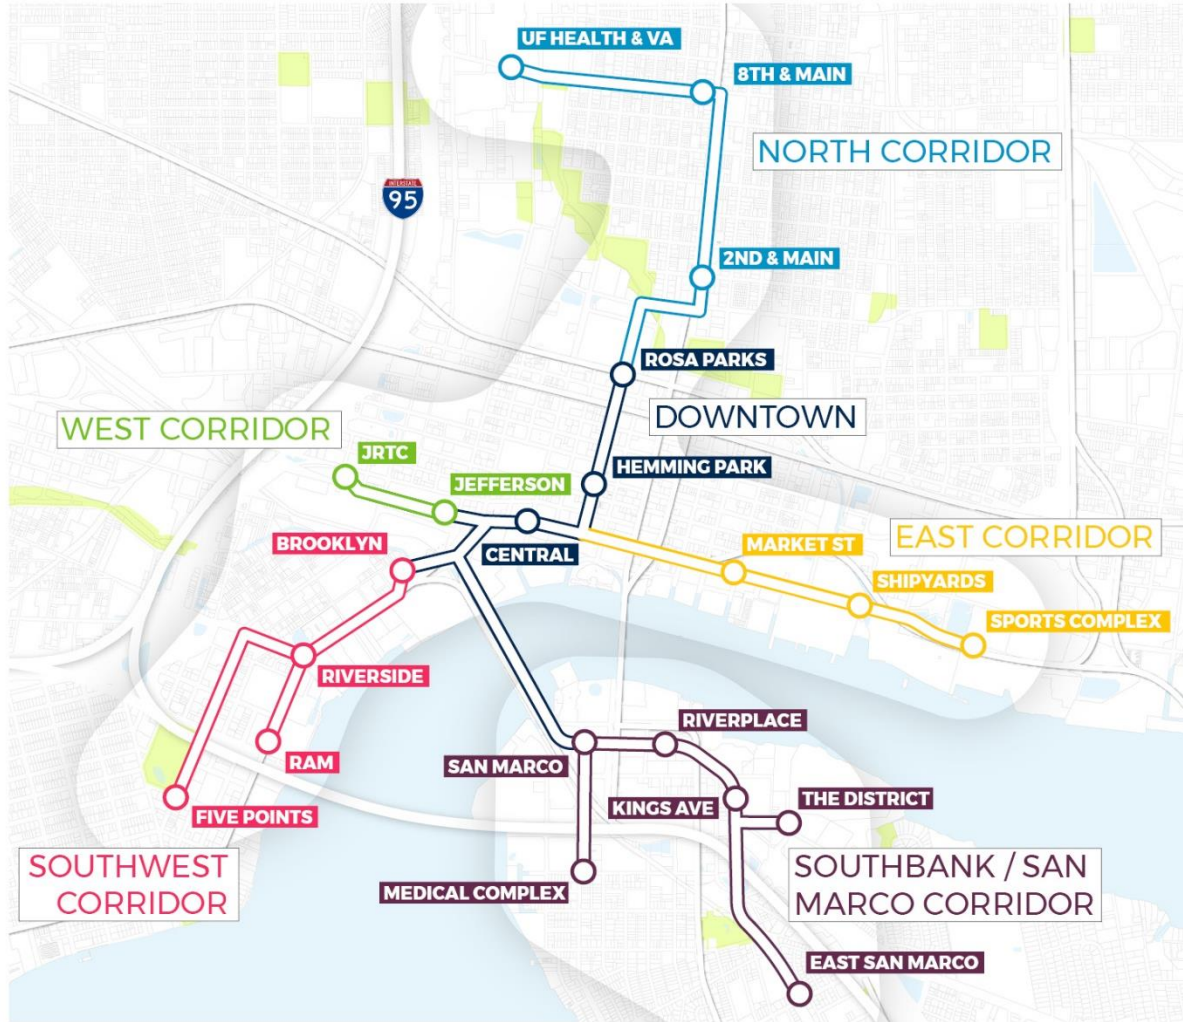 UF HEALTH & VA
8TH & MAIN
NORTH CORRIDOR
INTERSTATE
95
2ND & MAIN
ROSA PARKS
DOWNTOWN
WEST CORRIDOR
JRTC
HEMMING PARK
JEFFERSON
EAST CORRIDOR
BROOKLYN
CENTRAL
MARKET ST
SHIPYARDS
SPORTS COMPLEX
RIVERSIDE
RIVERPLACE
RAM
SAN MARCO
KINGS AVE
THE DISTRICT
FIVE POINTS
SOUTHWEST
CORRIDOR
SOUTHBANK / SAN
MARCO CORRIDOR
MEDICAL COMPLEX
EAST SAN MARCO